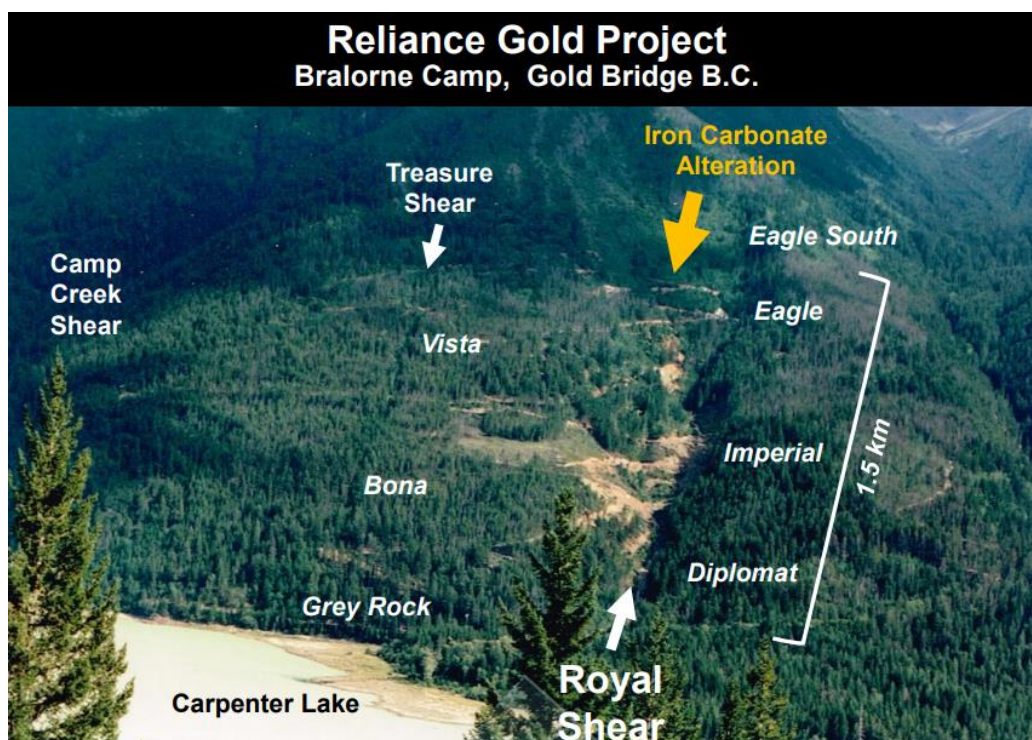 Reliance Gold Project
Bralorne Camp, Gold Bridge B.C.
Iron Carbonate
Alteration
Treasure
Shear
Eagle South
Camp
Creek
Shear
Eagle
Vista
Imperial
1.5 km
Bona
Diplomat
Grey Rock
Royal
Shear
Carpenter Lake